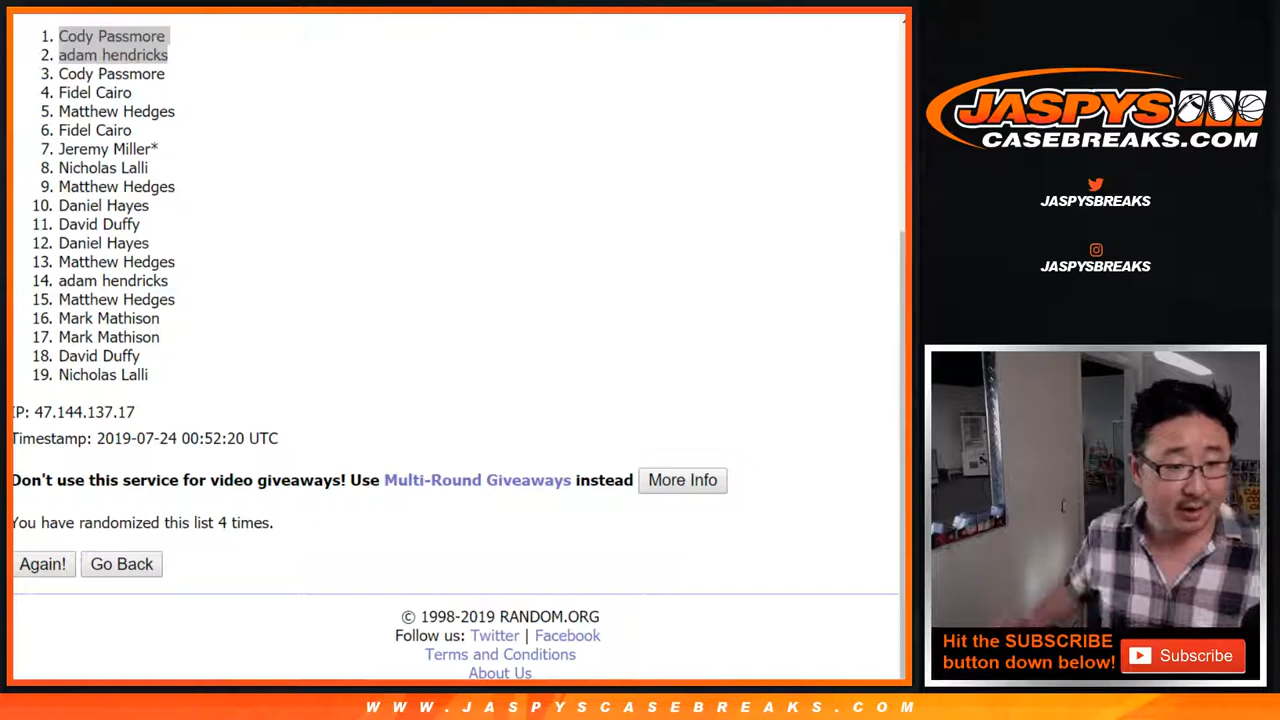 1. Cody Passmore
2. adam hendricks
3. Cody Passmore
4. Fidel Cairo
5. Matthew Hedges
6. Fidel Cairo
7. Jeremy Miller*
8. Nicholas Lalli
9. Matthew Hedges
10. Daniel Hayes
11. David Duffy
12. Daniel Hayes
13. Matthew Hedges
14. adam hendricks
15. Matthew Hedges
16. Mark Mathison
17. Mark Mathison
18. David Duffy
19. Nicholas Lalli
IP: 47.144.137.17
Timestamp: 2019-07-24 00:52:20 UTC
Don't use this service for video giveaways! Use Multi-Round Giveaways instead More Info
You have randomized this list 4 times.
Again! Go Back
© 1998-2019 RANDOM.ORG
Follow us: Twitter | Facebook
Terms and Conditions
About Us
JASPYS
CASEBREAKS.COM
JASPYSBREAKS
JASPYSBREAKS
Hit the SUBSCRIBE
button down below!
Subscribe
WWW.JASPYSCASEBREAKS.COM